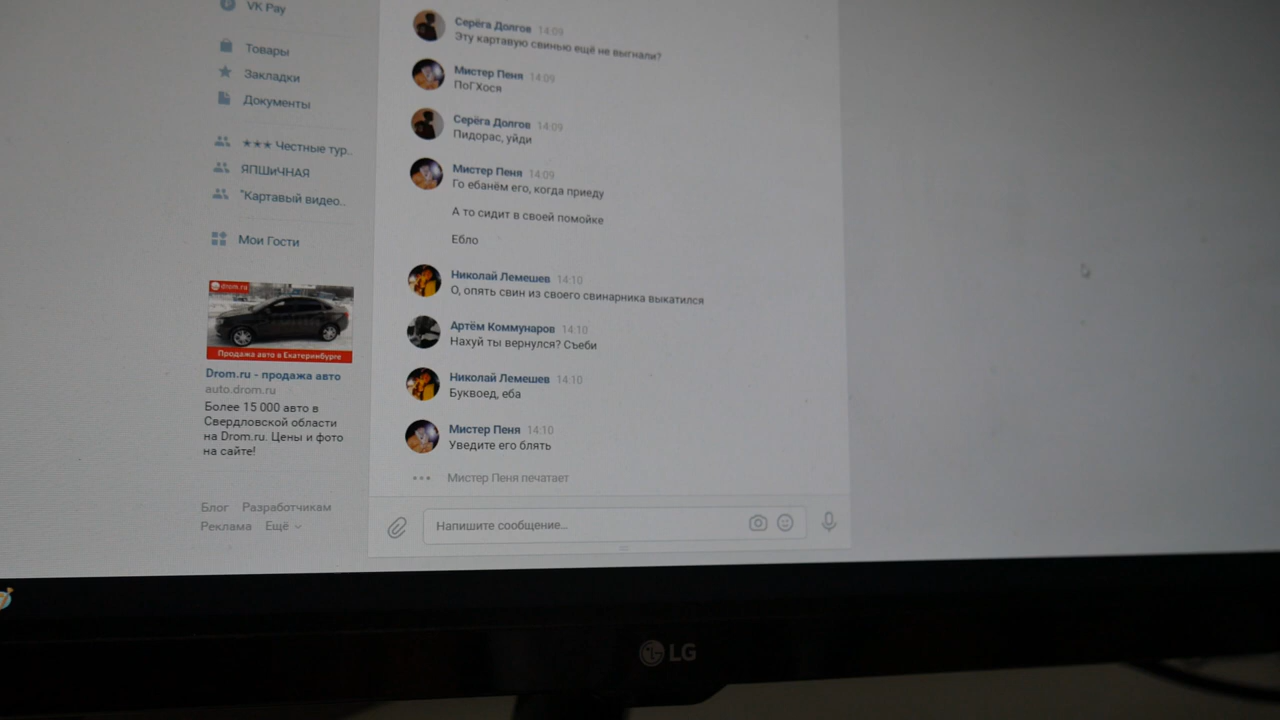 VK Pay
Товары
Закладки
Документы
★★★ Честные тур..
ЯПШиЧНАЯ
"Картавый видео..
Мои Гости
drom.ru
Продажа авто в Екатеринбурге
Drom.ru - продажа авто
auto.drom.ru
Более 15 000 авто в
Свердловской области
на Drom.ru. Цены и фото
на сайте!
Блог Разработчикам
Реклама Ещё
Серёга Долгов 14:09
Эту картавую свинью ещё не выгнали?
Мистер Пеня 14:09
ПоГХося
Серёга Долгов 14:09
Пидорас, уйди
Мистер Пеня 14:09
Го ебанём его, когда приеду
А то сидит в своей помойке
Ебло
Николай Лемешев 14:10
О, опять свин из своего свинарника выкатился
Артём Коммунаров 14:10
Нахуй ты вернулся? Съеби
Николай Лемешев 14:10
Буквоед, еба
Мистер Пеня 14:10
Уведите его блять
Мистер Пеня печатает
Напишите сообщение...
LG